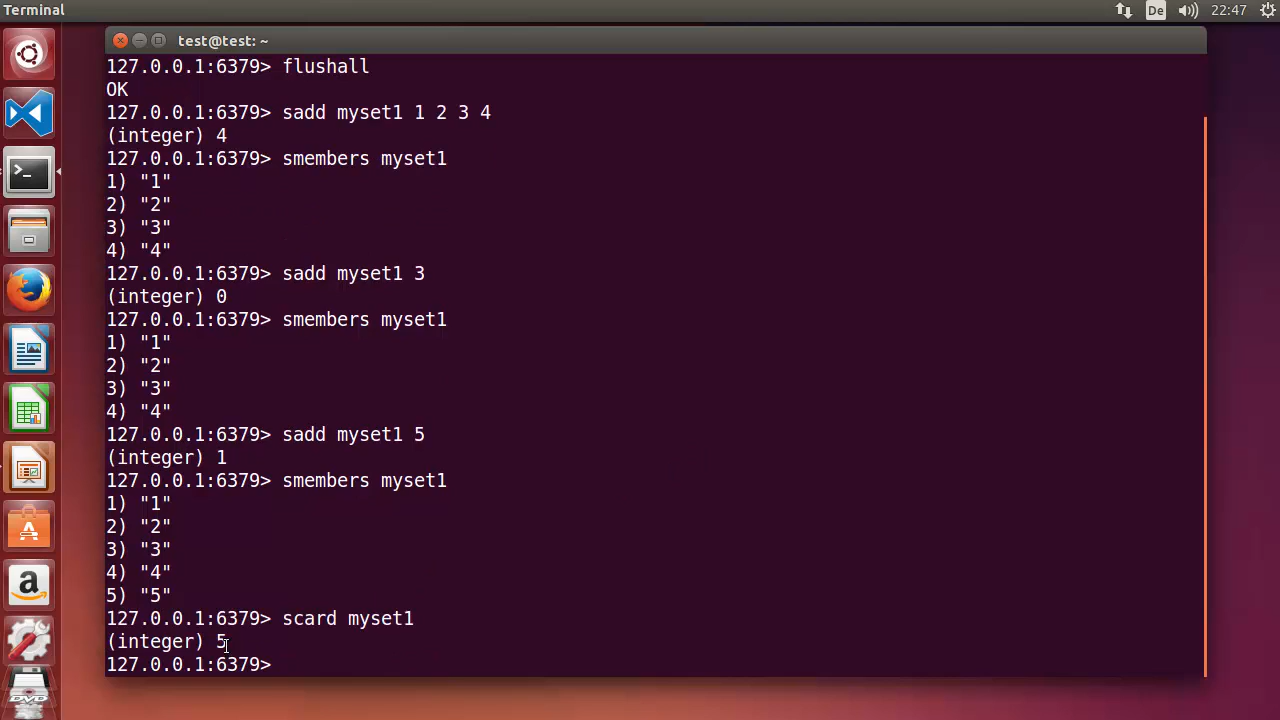 Terminal
De
22:47
test@test: ~
127.0.0.1:6379> flushall
OK
127.0.0.1:6379> sadd myset1 1 2 3 4
(integer) 4
127.0.0.1:6379> smembers myset1
1) "1"
2) "2"
3) "3"
4) "4"
127.0.0.1:6379> sadd myset1 3
(integer) 0
127.0.0.1:6379> smembers myset1
1) "1"
2) "2"
3) "3"
4) "4"
127.0.0.1:6379> sadd myset1 5
(integer) 1
127.0.0.1:6379> smembers myset1
1) "1"
2) "2"
3) "3"
4) "4"
5) "5"
127.0.0.1:6379> scard myset1
(integer) 5
127.0.0.1:6379>